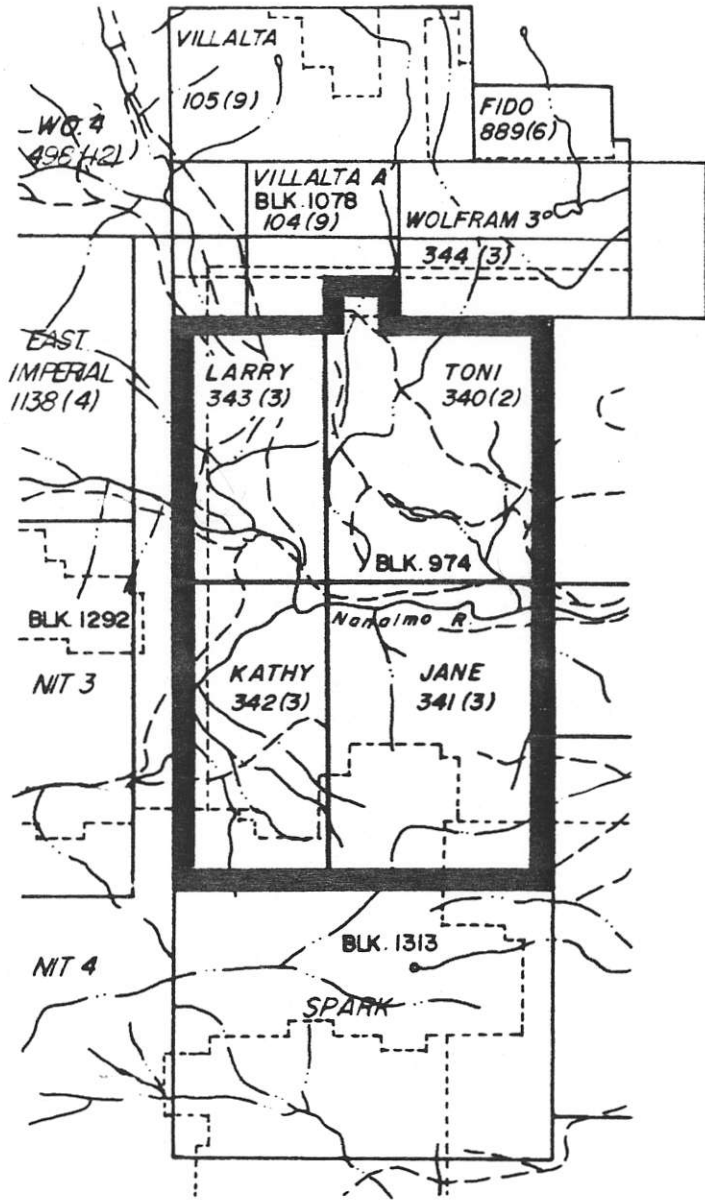 VILLALTA
105(9)
FIDO
889(6)
WO. 4
496(12)
VILLALTA A
BLK. 1078
104(9)
WOLFRAM 3°
344(3)
EAST
IMPERIAL
1138(4)
LARRY
343(3)
TONI
340(2)
BLK. 974
BLK. 1292
Nanaimo R.
NIT 3
KATHY
342(3)
JANE
341(3)
BLK. 1313
NIT 4
SPARK